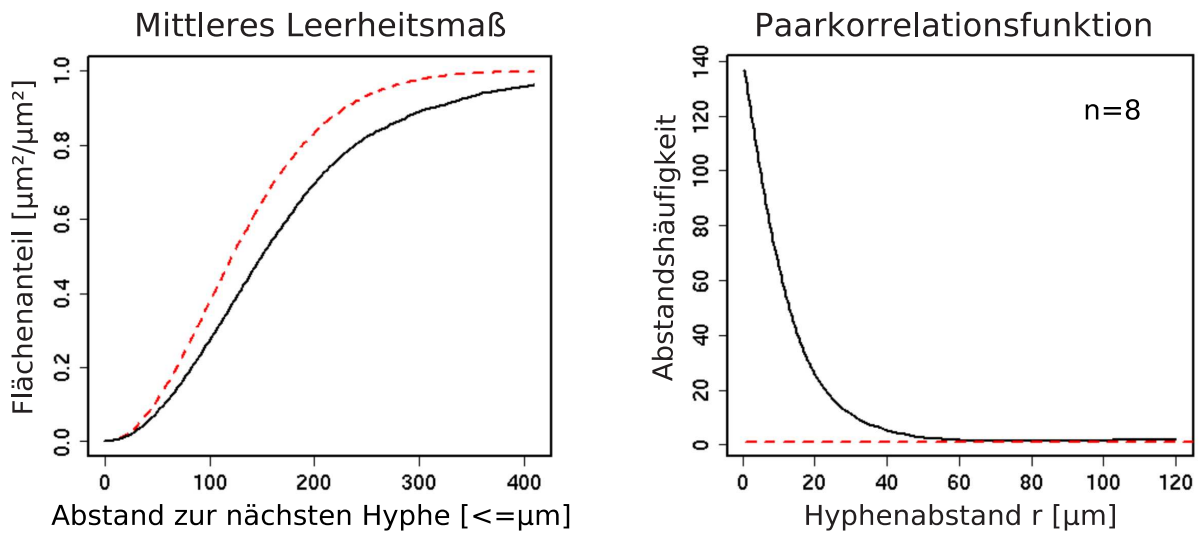 Mittleres Leerheitsmaß
Flächenanteil [µm²/µm²]
1.0
0.8
0.6
0.4
0.2
0.0
0 100 200 300 400
Abstand zur nächsten Hyphe [<=µm]
Paarkorrelationsfunktion
Abstandshäufigkeit
140
120
100
80
60
40
20
0
n=8
0 20 40 60 80 100 120
Hyphenabstand r [µm]